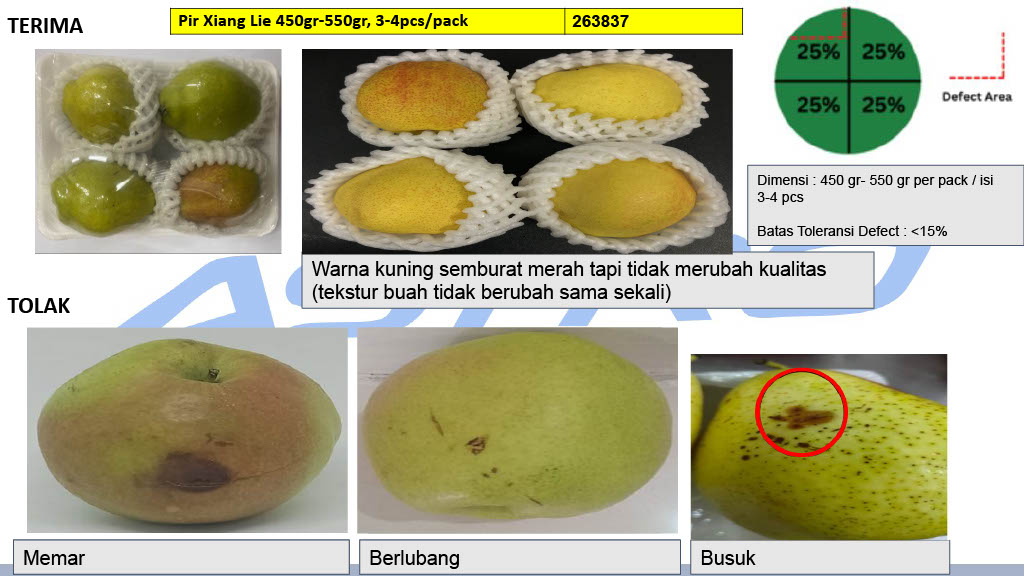 TERIMA
Pir Xiang Lie 450gr-550gr, 3-4pcs/pack 263837
25% 25%
25% 25%
Defect Area
Dimensi : 450 gr- 550 gr per pack / isi
3-4 pcs
Batas Toleransi Defect : <15%
Warna kuning semburat merah tapi tidak merubah kualitas
(tekstur buah tidak berubah sama sekali)
TOLAK
Memar
Berlubang
Busuk